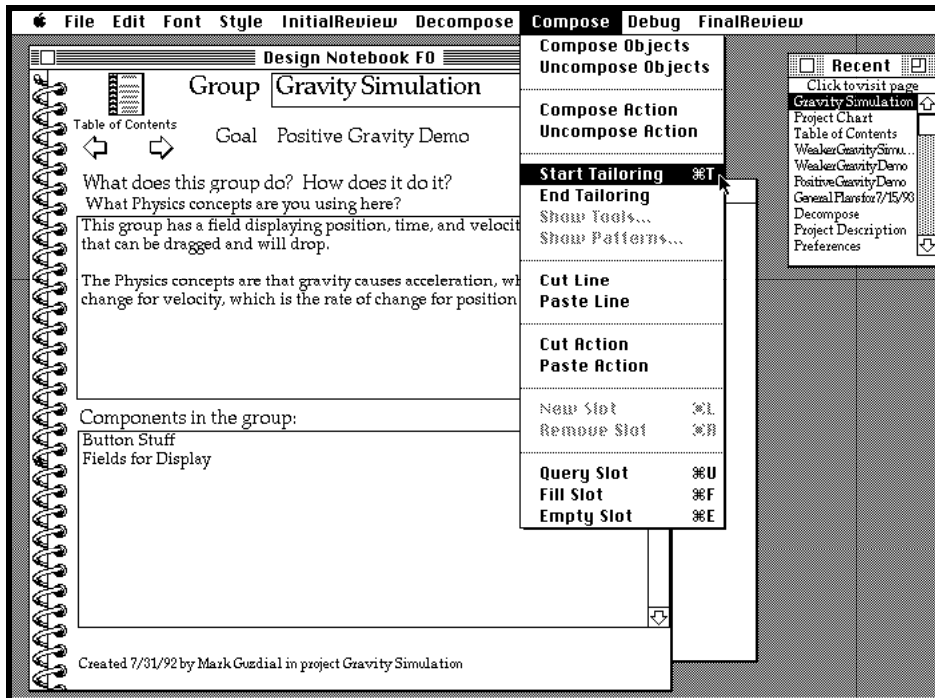 File Edit Font Style InitialReview Decompose Compose Debug FinalReview
Design Notebook F0
Group Gravity Simulation
Table of Contents
Goal Positive Gravity Demo
What does this group do? How does it do it?
What Physics concepts are you using here?
This group has a field displaying position, time, and velocit
that can be dragged and will drop.
The Physics concepts are that gravity causes acceleration, wh
change for velocity, which is the rate of change for position
Components in the group:
Button Stuff
Fields for Display
Created 7/31/92 by Mark Guzdial in project Gravity Simulation
Compose Objects
Uncompose Objects
Compose Action
Uncompose Action
Start Tailoring ⌘T
End Tailoring
Show Tools...
Show Patterns...
Cut Line
Paste Line
Cut Action
Paste Action
New Slot ⌘L
Remove Slot ⌘R
Query Slot ⌘U
Fill Slot ⌘F
Empty Slot ⌘E
Recent
Click to visit page
Gravity Simulation
Project Chart
Table of Contents
WeakerGravitySimu...
WeakerGravityDemo
PositiveGravityDemo
General Plans for 7/15/93
Decompose
Project Description
Preferences